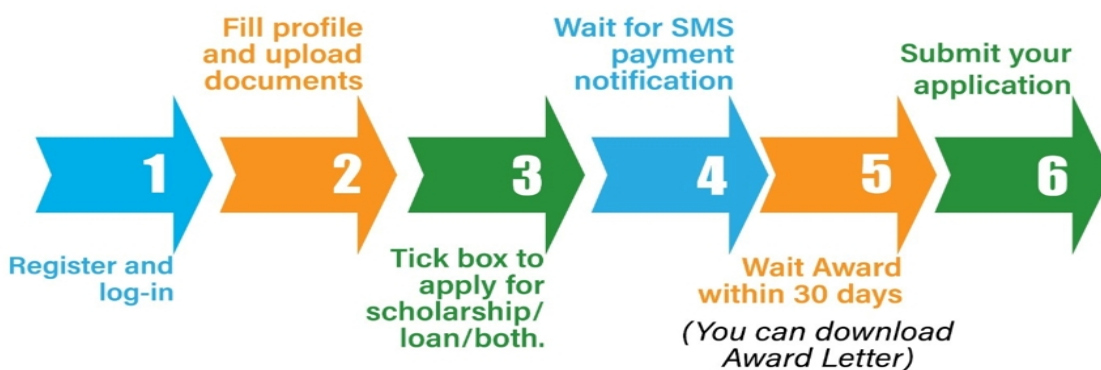 1
Register and
log-in
2
Fill profile
and upload
documents
3
Tick box to
apply for
scholarship/
loan/both.
4
Wait for SMS
payment
notification
5
Wait Award
within 30 days
(You can download
Award Letter)
6
Submit your
application